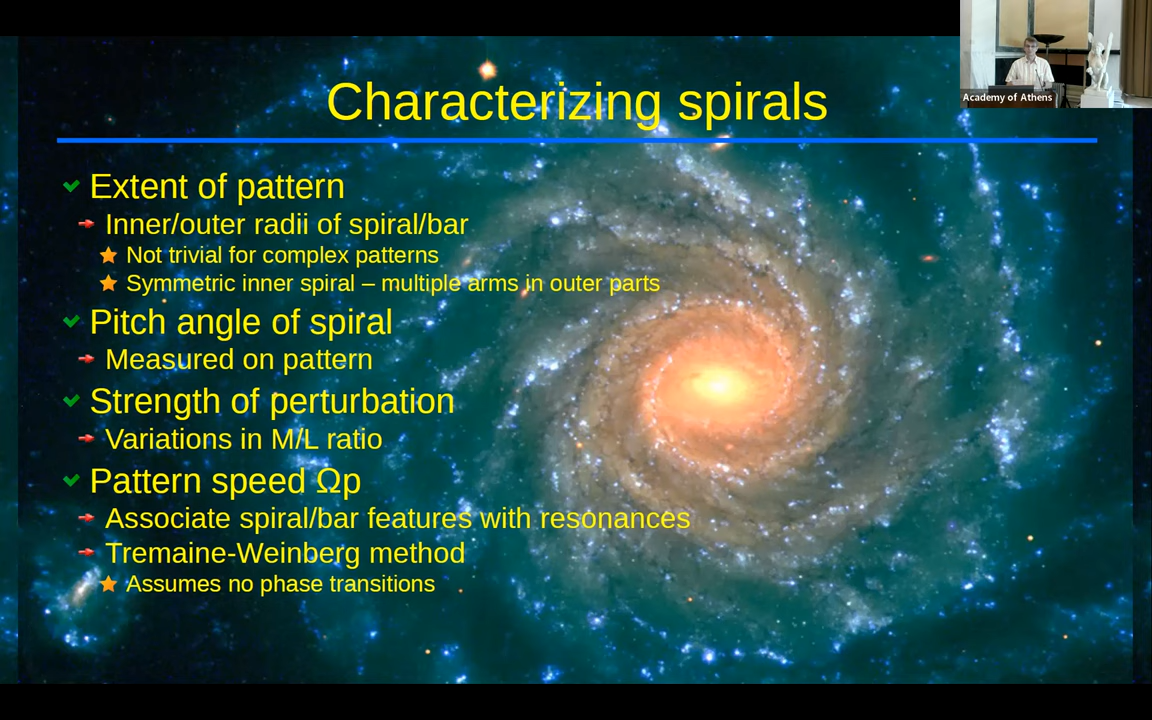 Academy of Athens
Characterizing spirals
Extent of pattern
Inner/outer radii of spiral/bar
Not trivial for complex patterns
Symmetric inner spiral – multiple arms in outer parts
Pitch angle of spiral
Measured on pattern
Strength of perturbation
Variations in M/L ratio
Pattern speed Ωp
Associate spiral/bar features with resonances
Tremaine-Weinberg method
Assumes no phase transitions